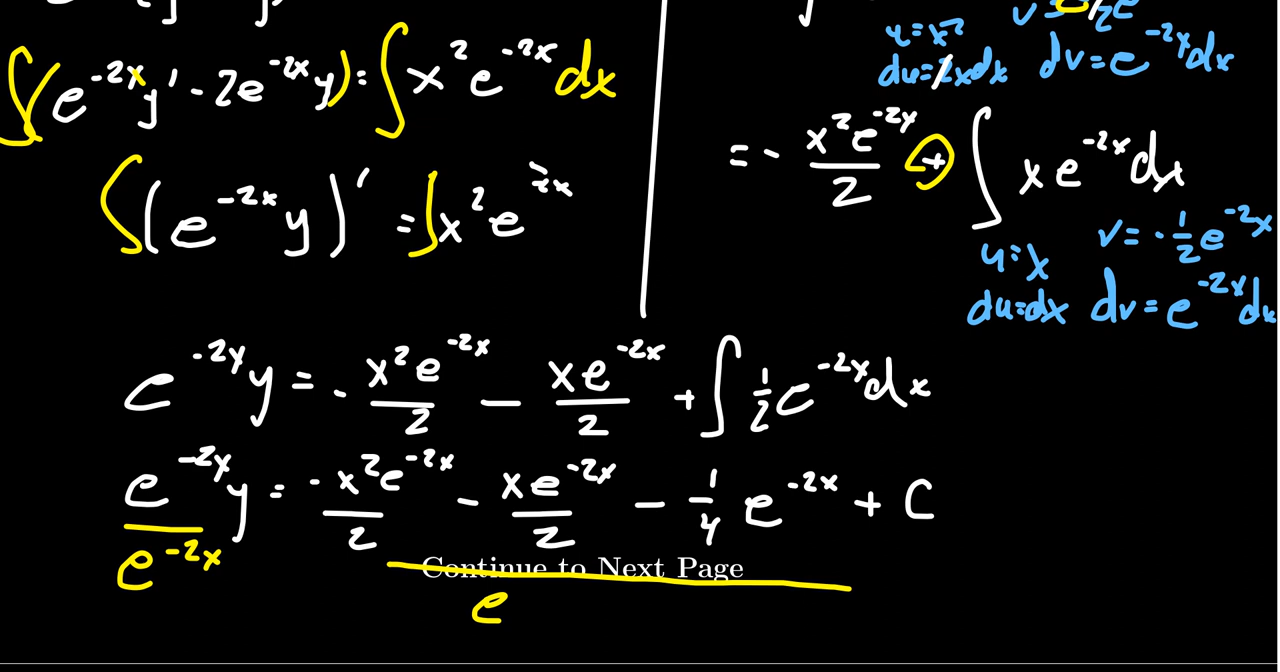 ∫(e^{-2x}y' - 2e^{-2x}y) = ∫x²e^{-2x}dx
∫(e^{-2x}y)' = ∫x²e^{-2x}
u=x²
du=2xdx dv=e^{-2x}dx
= - x²e^{-2x}/2 + ∫xe^{-2x}dx
u=x v=-½e^{-2x}
du=dx dv=e^{-2x}dx
e^{-2x}y = - x²e^{-2x}/2 - xe^{-2x}/2 + ∫½e^{-2x}dx
e^{-2x}y = -x²e^{-2x}/2 - xe^{-2x}/2 - ¼e^{-2x} + C
e^{-2x}
Continue to Next Page
e